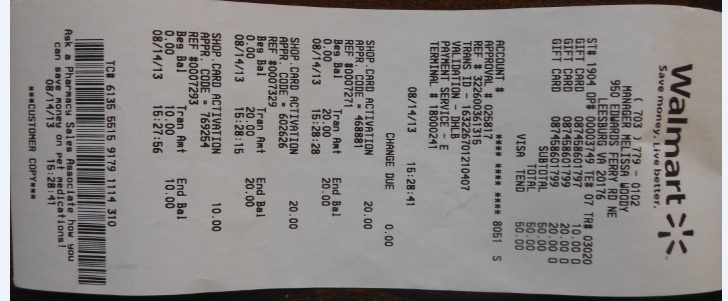 Walmart
Save money. Live better.
( 703 ) 779 - 0102
MANAGER MELISSA WOODY
950 EDWARDS FERRY RD NE
LEESBURG VA 20176
ST# 1904 OP# 00003749 TE# 07 TR# 03020
GIFT CARD 087458601797 10.00 0
GIFT CARD 087458601799 20.00 0
GIFT CARD 087458601799 20.00 0
SUBTOTAL 50.00
TOTAL 50.00
VISA TEND 50.00
ACCOUNT # **** **** **** 8051 S
APPROVAL # 026817
REF # 322600361315
TRANS ID - 163226701210407
VALIDATION - DHLB
PAYMENT SERVICE - E
TERMINAL # 18000241
08/14/13 15:28:41
CHANGE DUE 0.00
SHOP CARD ACTIVATION 20.00
APPR. CODE = 468881
REF #0007271
Beg Bal Tran Amt End Bal
0.00 20.00 20.00
08/14/13 15:28:28
SHOP CARD ACTIVATION 20.00
APPR. CODE = 602626
REF #0007329
Beg Bal Tran Amt End Bal
0.00 20.00 20.00
08/14/13 15:28:15
SHOP CARD ACTIVATION 10.00
APPR. CODE = 769254
REF #0007293
Beg Bal Tran Amt End Bal
0.00 10.00 10.00
08/14/13 15:27:56
TC# 6135 5515 9179 1114 310
Ask a Pharmacy Sales Associate how you
can save money on pet medications!
08/14/13 15:28:41
***CUSTOMER COPY***